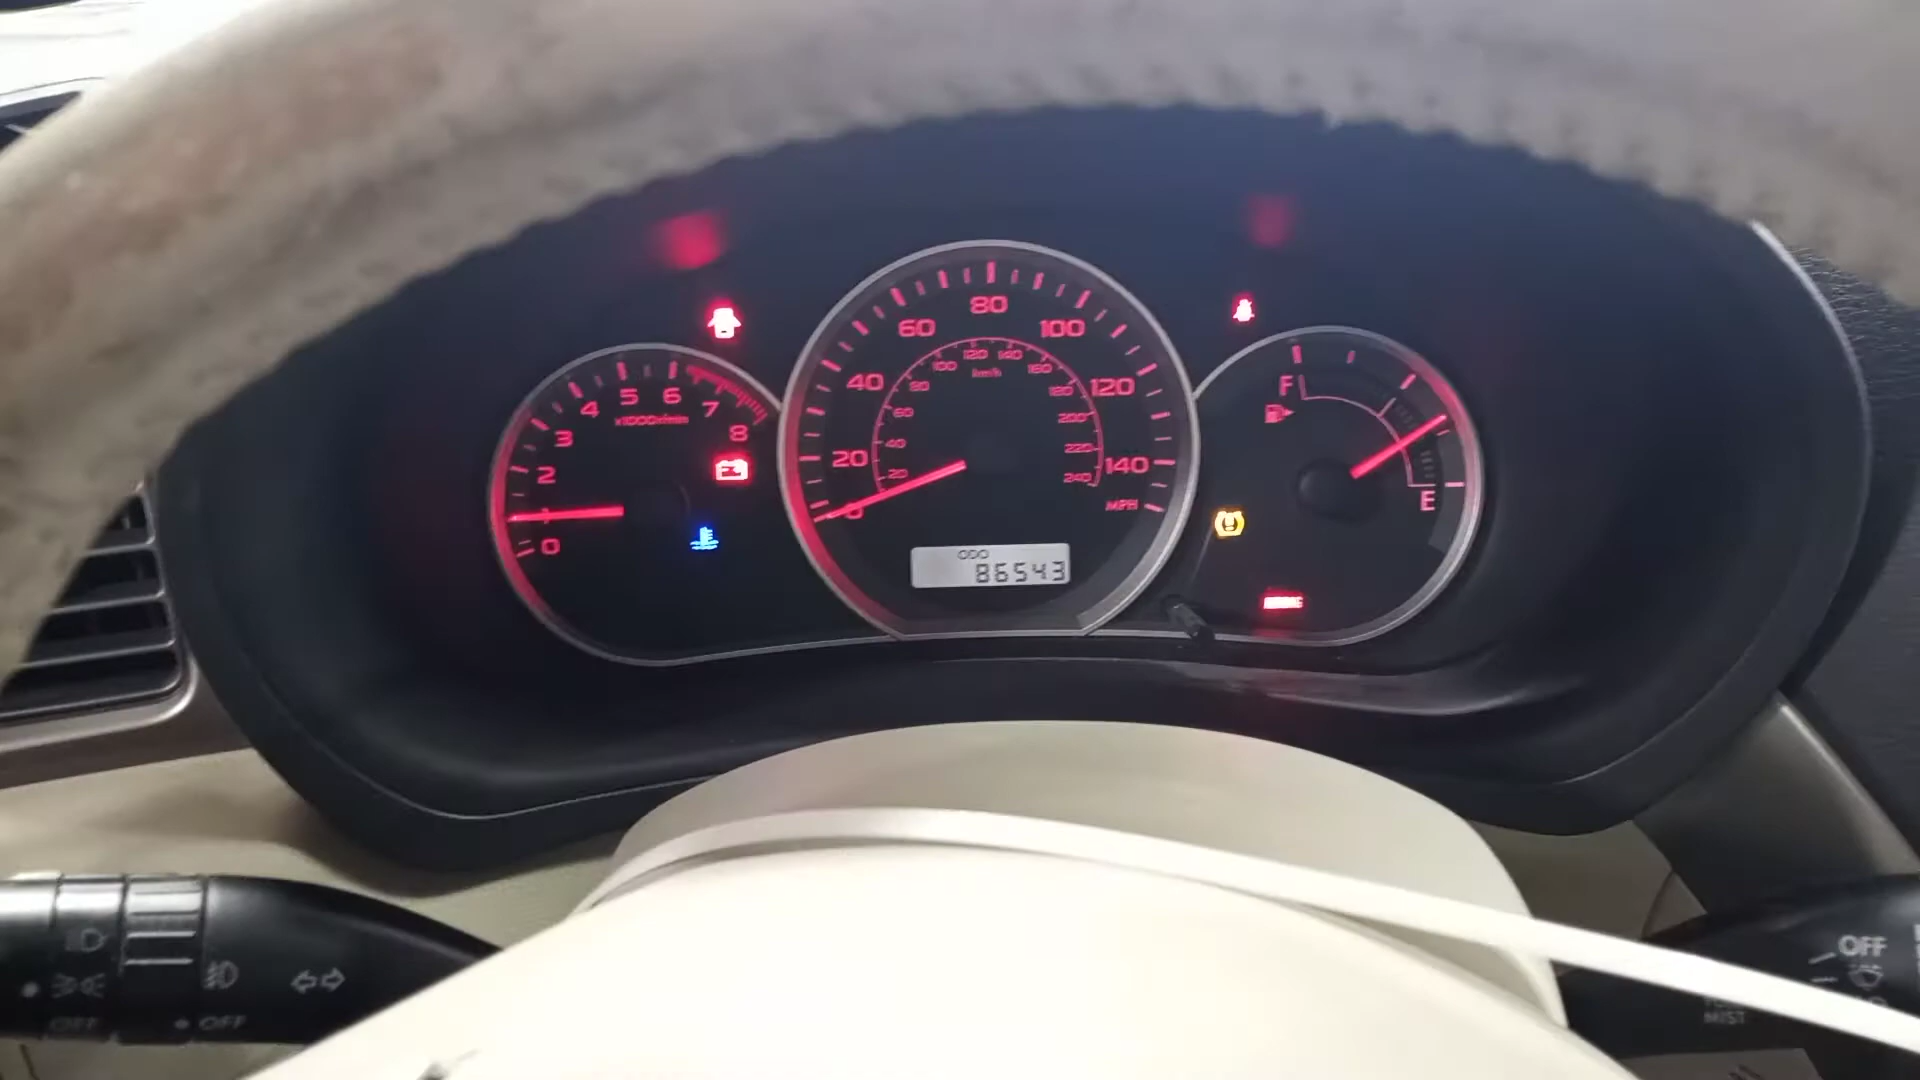 80
60 100
120 140
100 km/h 160
40 80 180 120
60 200
40 220
20 20 240 140
0 MPH
ODO
86543
5 6
4 7
x1000r/min
3 8
2
1
0
F
E
OFF
OFF
OFF
MIST